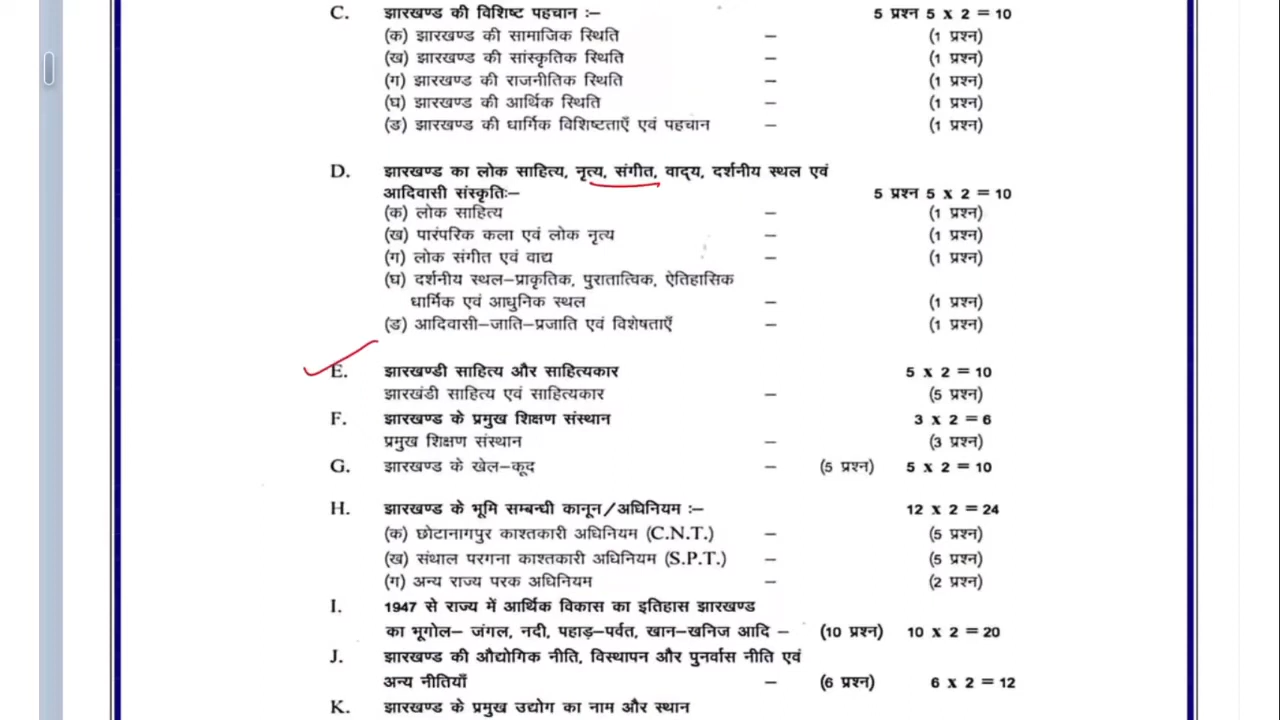 C. झारखण्ड की विशिष्ट पहचान :– 5 प्रश्न 5 x 2 = 10
(क) झारखण्ड की सामाजिक स्थिति – (1 प्रश्न)
(ख) झारखण्ड की सांस्कृतिक स्थिति – (1 प्रश्न)
(ग) झारखण्ड की राजनीतिक स्थिति – (1 प्रश्न)
(घ) झारखण्ड की आर्थिक स्थिति – (1 प्रश्न)
(ङ) झारखण्ड की धार्मिक विशिष्टताएँ एवं पहचान – (1 प्रश्न)
D. झारखण्ड का लोक साहित्य, नृत्य, संगीत, वाद्य, दर्शनीय स्थल एवं
आदिवासी संस्कृतिः– 5 प्रश्न 5 x 2 = 10
(क) लोक साहित्य – (1 प्रश्न)
(ख) पारंपरिक कला एवं लोक नृत्य – (1 प्रश्न)
(ग) लोक संगीत एवं वाद्य – (1 प्रश्न)
(घ) दर्शनीय स्थल–प्राकृतिक, पुरातात्विक, ऐतिहासिक
धार्मिक एवं आधुनिक स्थल – (1 प्रश्न)
(ङ) आदिवासी–जाति–प्रजाति एवं विशेषताएँ – (1 प्रश्न)
E. झारखण्डी साहित्य और साहित्यकार 5 x 2 = 10
झारखंडी साहित्य एवं साहित्यकार – (5 प्रश्न)
F. झारखण्ड के प्रमुख शिक्षण संस्थान 3 x 2 = 6
प्रमुख शिक्षण संस्थान – (3 प्रश्न)
G. झारखण्ड के खेल–कूद – (5 प्रश्न) 5 x 2 = 10
H. झारखण्ड के भूमि सम्बन्धी कानून/अधिनियम :– 12 x 2 = 24
(क) छोटानागपुर काश्तकारी अधिनियम (C.N.T.) – (5 प्रश्न)
(ख) संथाल परगना काश्तकारी अधिनियम (S.P.T.) – (5 प्रश्न)
(ग) अन्य राज्य परक अधिनियम – (2 प्रश्न)
I. 1947 से राज्य में आर्थिक विकास का इतिहास झारखण्ड
का भूगोल– जंगल, नदी, पहाड़–पर्वत, खान–खनिज आदि – (10 प्रश्न) 10 x 2 = 20
J. झारखण्ड की औद्योगिक नीति, विस्थापन और पुनर्वास नीति एवं
अन्य नीतियाँ – (6 प्रश्न) 6 x 2 = 12
K. झारखण्ड के प्रमुख उद्योग का नाम और स्थान